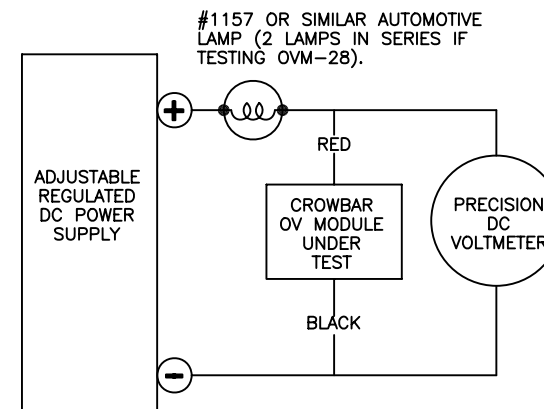 #1157 OR SIMILAR AUTOMOTIVE
LAMP (2 LAMPS IN SERIES IF
TESTING OVM-28).
+
RED
ADJUSTABLE
REGULATED
DC POWER
SUPPLY
CROWBAR
OV MODULE
UNDER
TEST
PRECISION
DC
VOLTMETER
BLACK
-